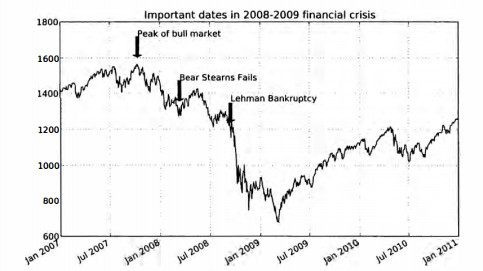 Important dates in 2008-2009 financial crisis
1800
Peak of bull market
1600
Bear Stearns Fails
1400
Lehman Bankruptcy
1200
1000
800
600
Jan 2007
Jul 2007
Jan 2008
Jul 2008
Jan 2009
Jul 2009
Jan 2010
Jul 2010
Jan 2011